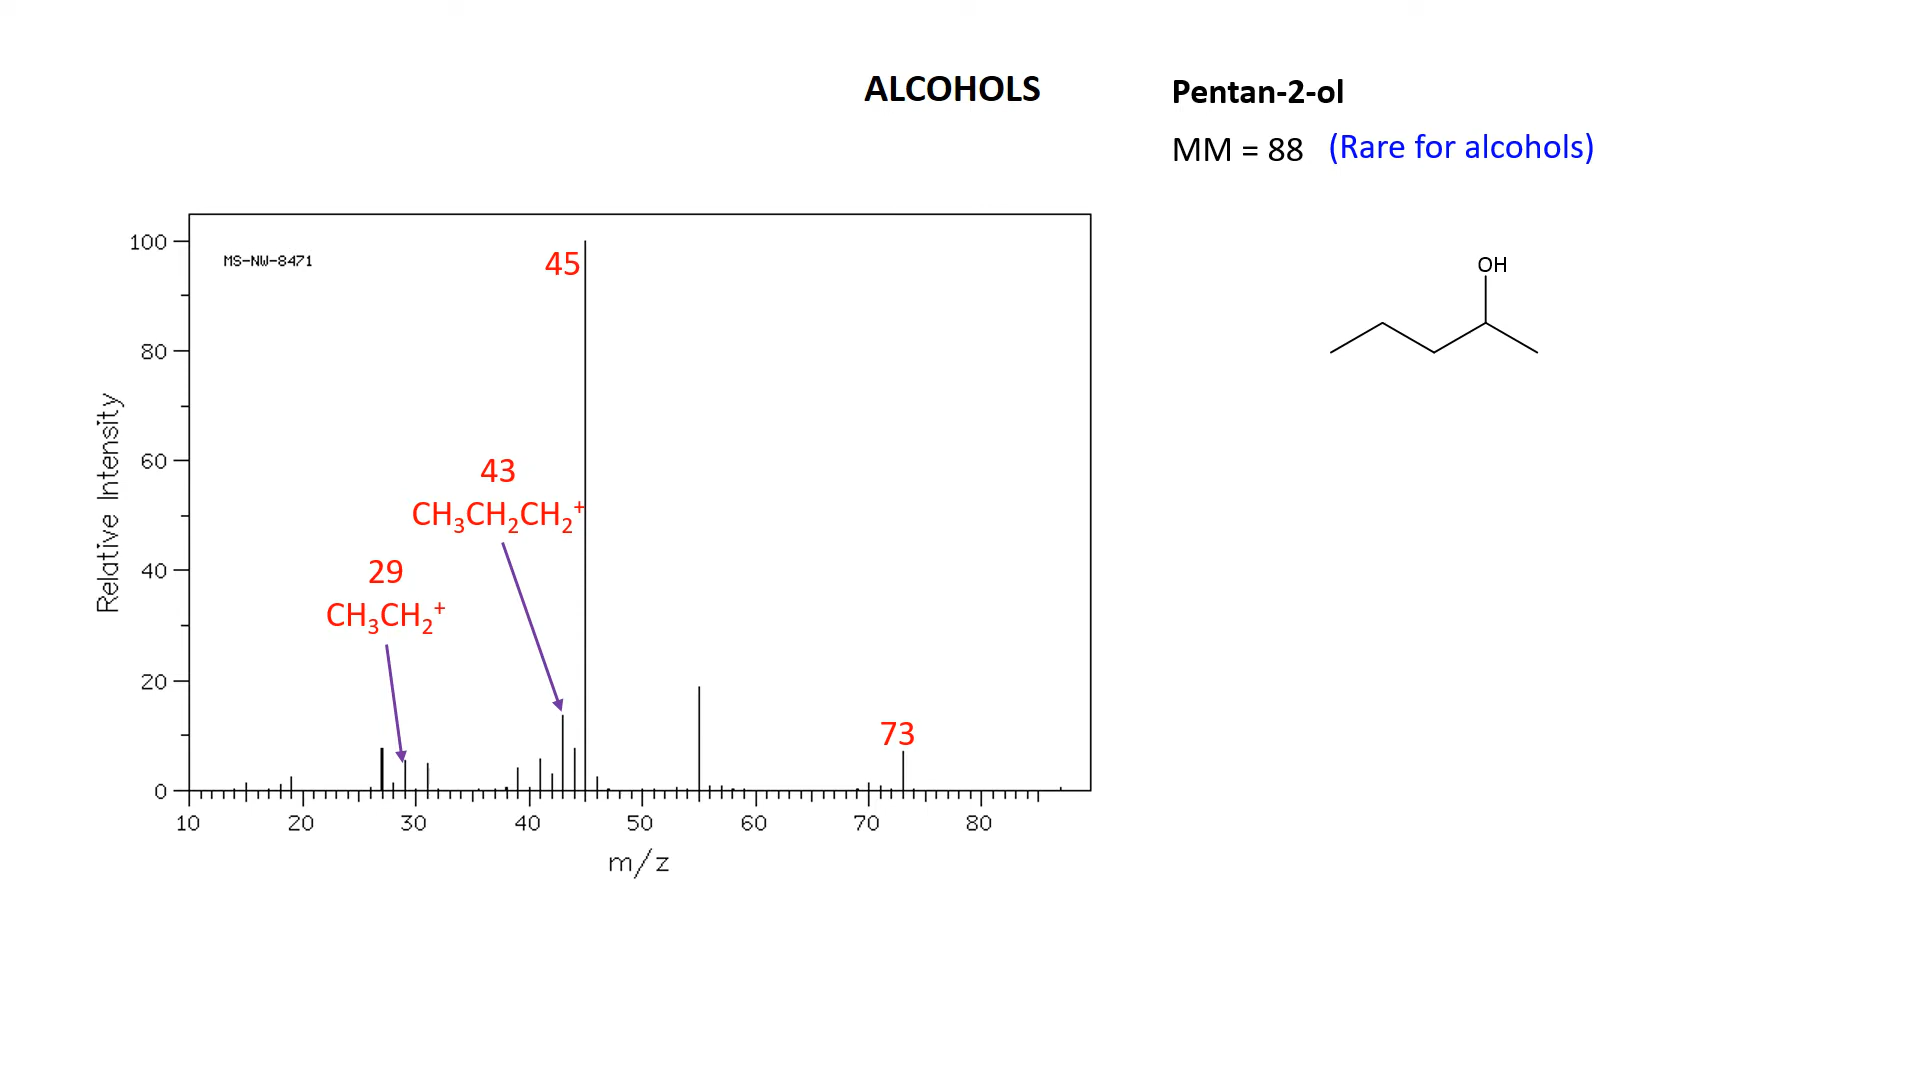 ALCOHOLS
Pentan-2-ol
MM = 88 (Rare for alcohols)
MS-NW-8471
OH
45
43
CH₃CH₂CH₂⁺
29
CH₃CH₂⁺
73
Relative Intensity
100
80
60
40
20
0
10 20 30 40 50 60 70 80
m/z